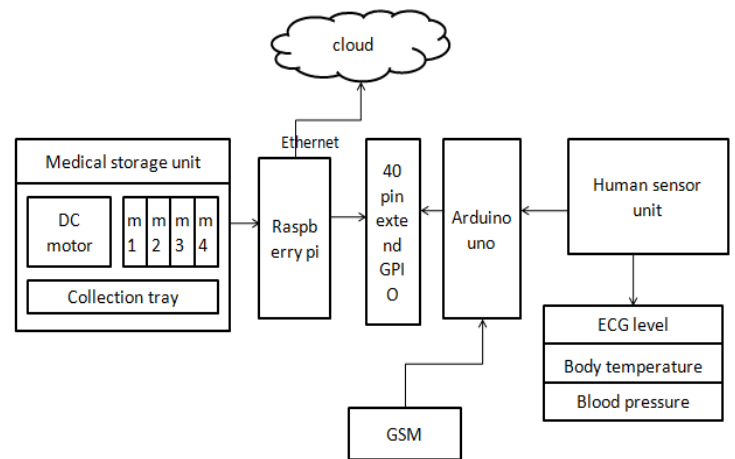 cloud
Ethernet
Medical storage unit
DC
motor
m
1
m
2
m
3
m
4
Collection tray
Raspb
erry pi
40
pin
exte
nd
GPI
O
Arduino
uno
Human sensor
unit
ECG level
Body temperature
Blood pressure
GSM